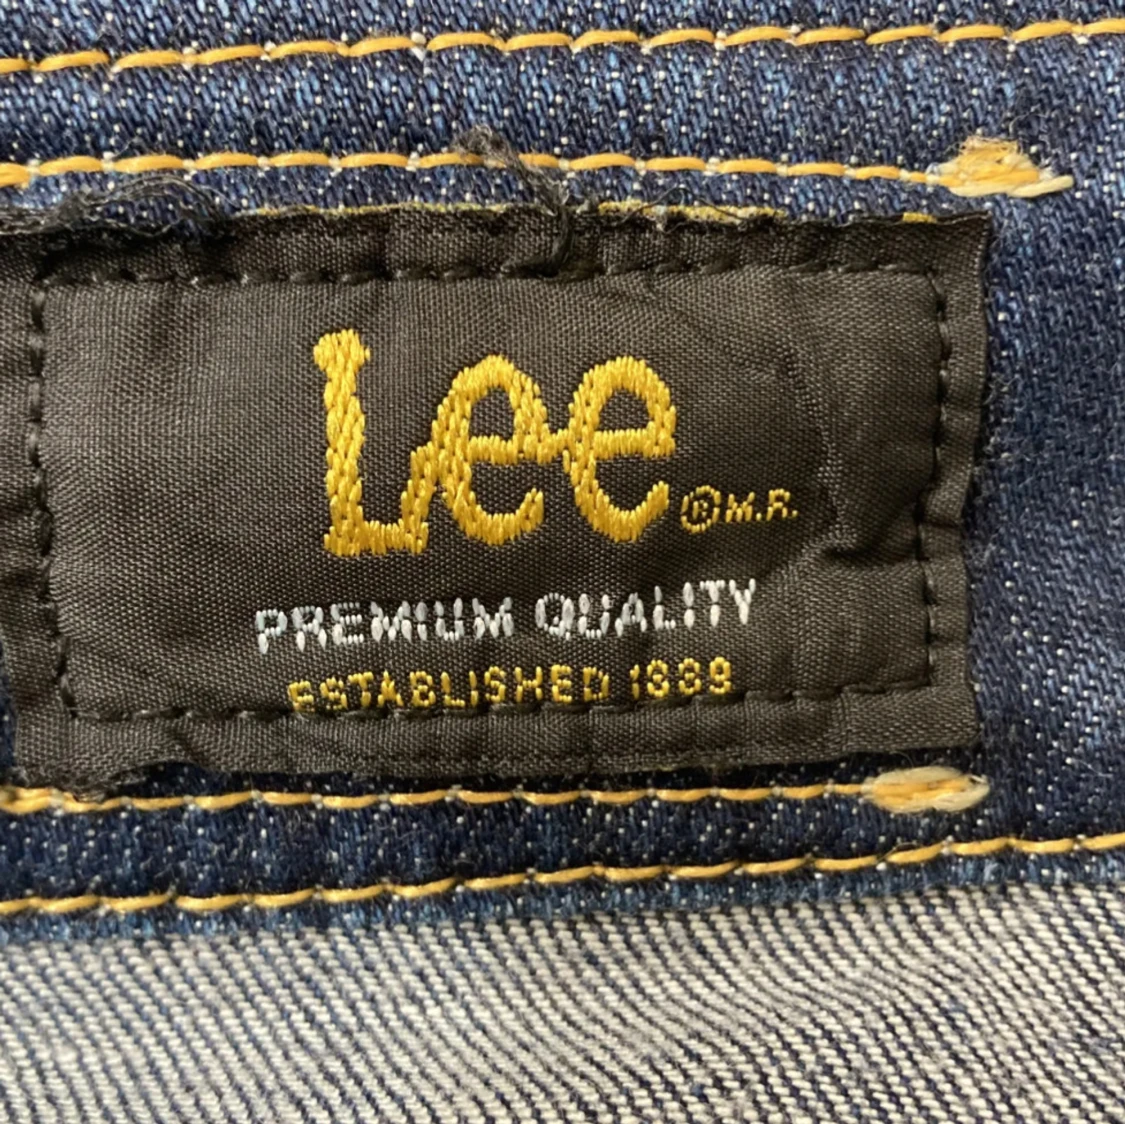 Lee ® M.R.
PREMIUM QUALITY
ESTABLISHED 1889